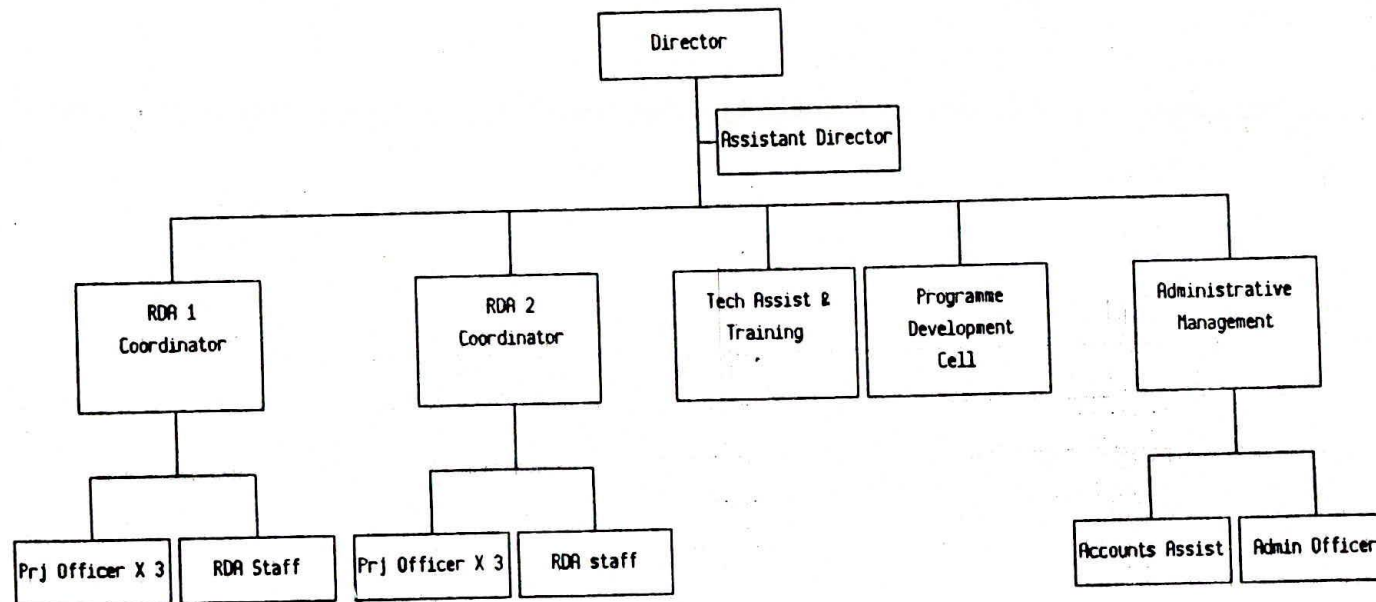 Director
Assistant Director
RDA 1
Coordinator
RDA 2
Coordinator
Tech Assist &
Training
Programme
Development
Cell
Administrative
Management
Prj Officer X 3
RDA Staff
Prj Officer X 3
RDA staff
Accounts Assist
Admin Officer